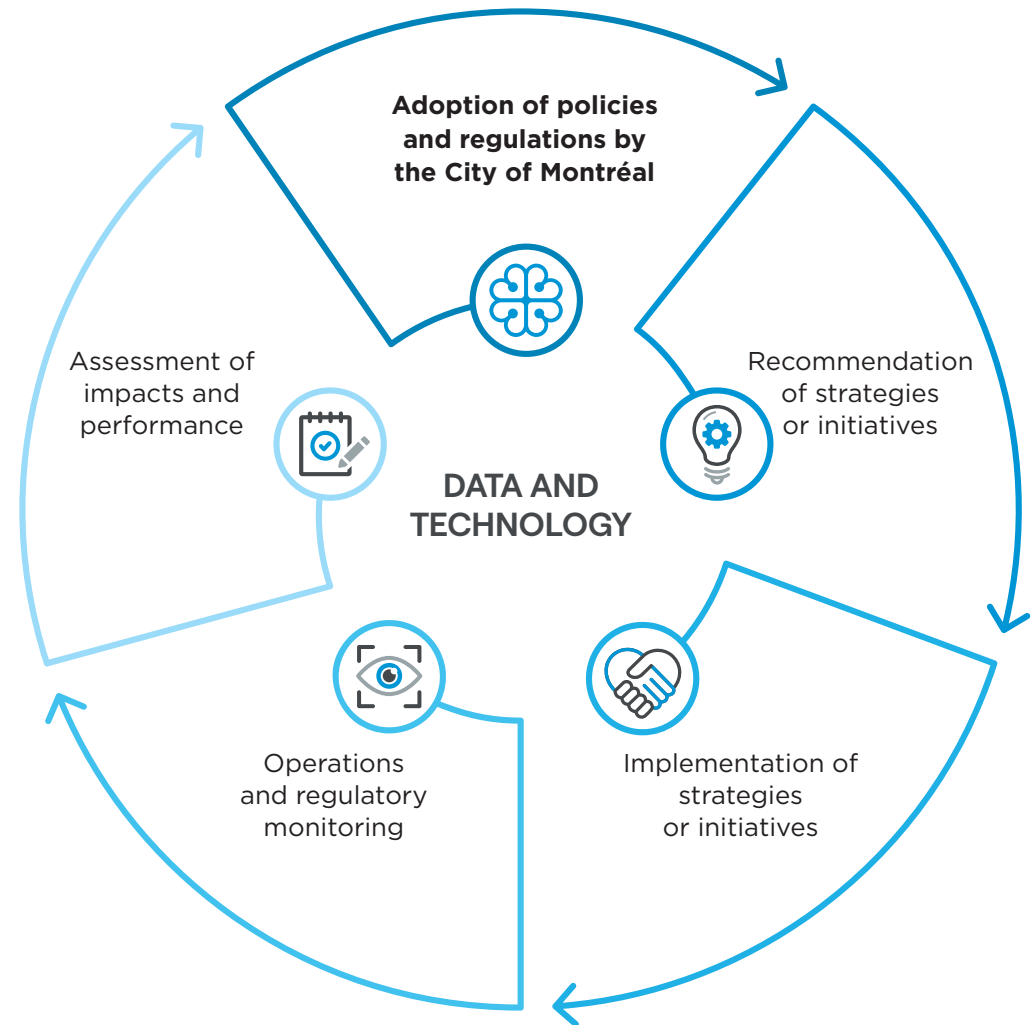 Adoption of policies
and regulations by
the City of Montréal
Recommendation
of strategies
or initiatives
Implementation of
strategies
or initiatives
Operations
and regulatory
monitoring
Assessment of
impacts and
performance
DATA AND
TECHNOLOGY